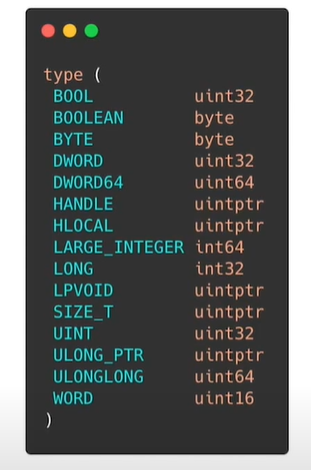 type (
BOOL uint32
BOOLEAN byte
BYTE byte
DWORD uint32
DWORD64 uint64
HANDLE uintptr
HLOCAL uintptr
LARGE_INTEGER int64
LONG int32
LPVOID uintptr
SIZE_T uintptr
UINT uint32
ULONG_PTR uintptr
ULONGLONG uint64
WORD uint16
)